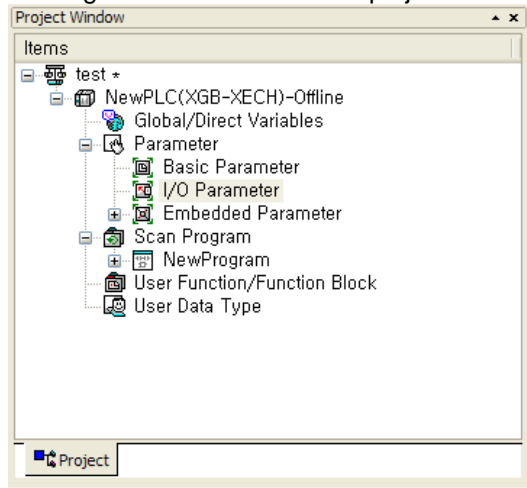 Project Window
Items
test *
NewPLC(XGB-XECH)-Offline
Global/Direct Variables
Parameter
Basic Parameter
I/O Parameter
Embedded Parameter
Scan Program
NewProgram
User Function/Function Block
User Data Type
Project